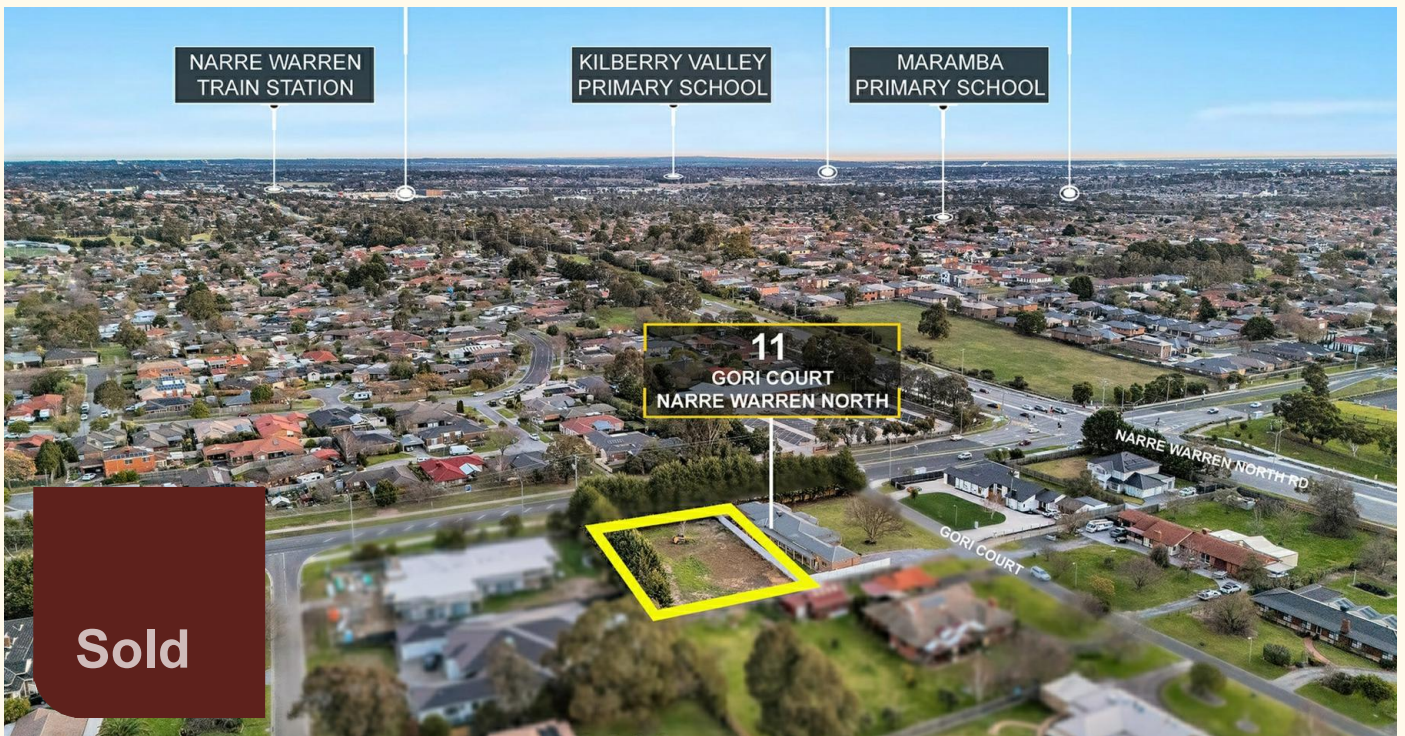 NARRE WARREN
TRAIN STATION
KILBERRY VALLEY
PRIMARY SCHOOL
MARAMBA
PRIMARY SCHOOL
11
GORI COURT
NARRE WARREN NORTH
NARRE WARREN NORTH RD
GORI COURT
Sold